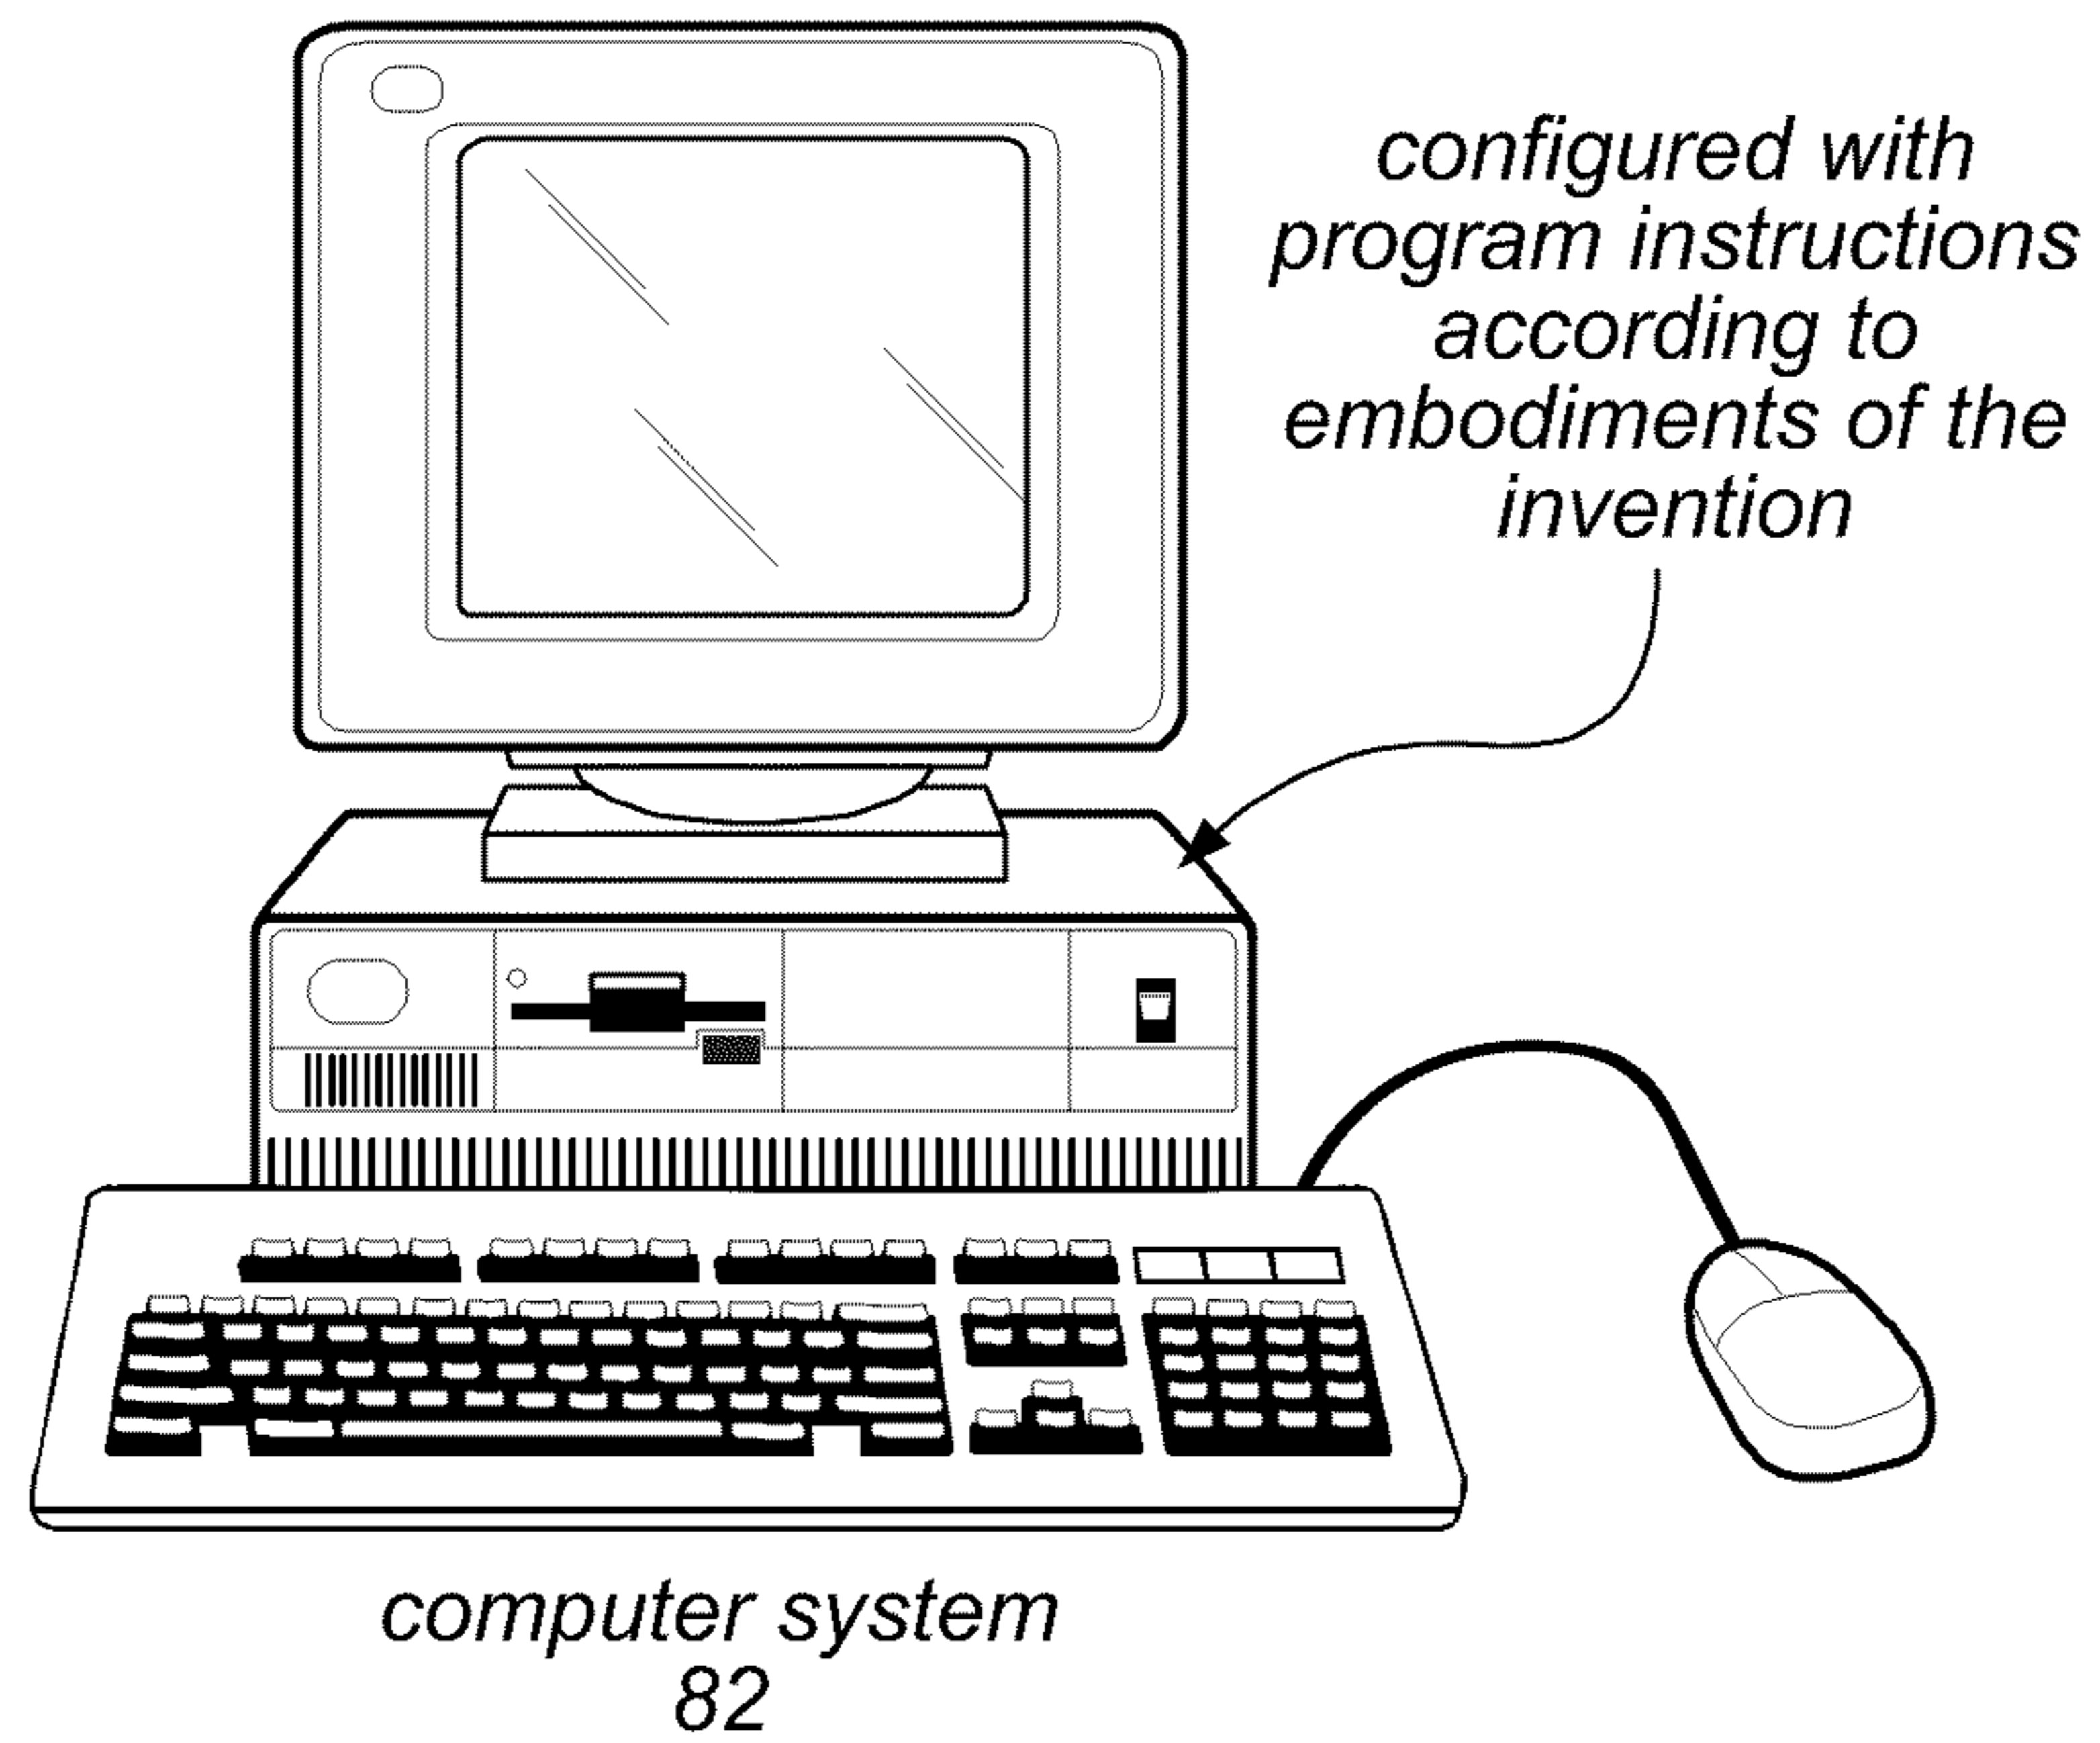 configured with
program instructions
according to
embodiments of the
invention
computer system
82